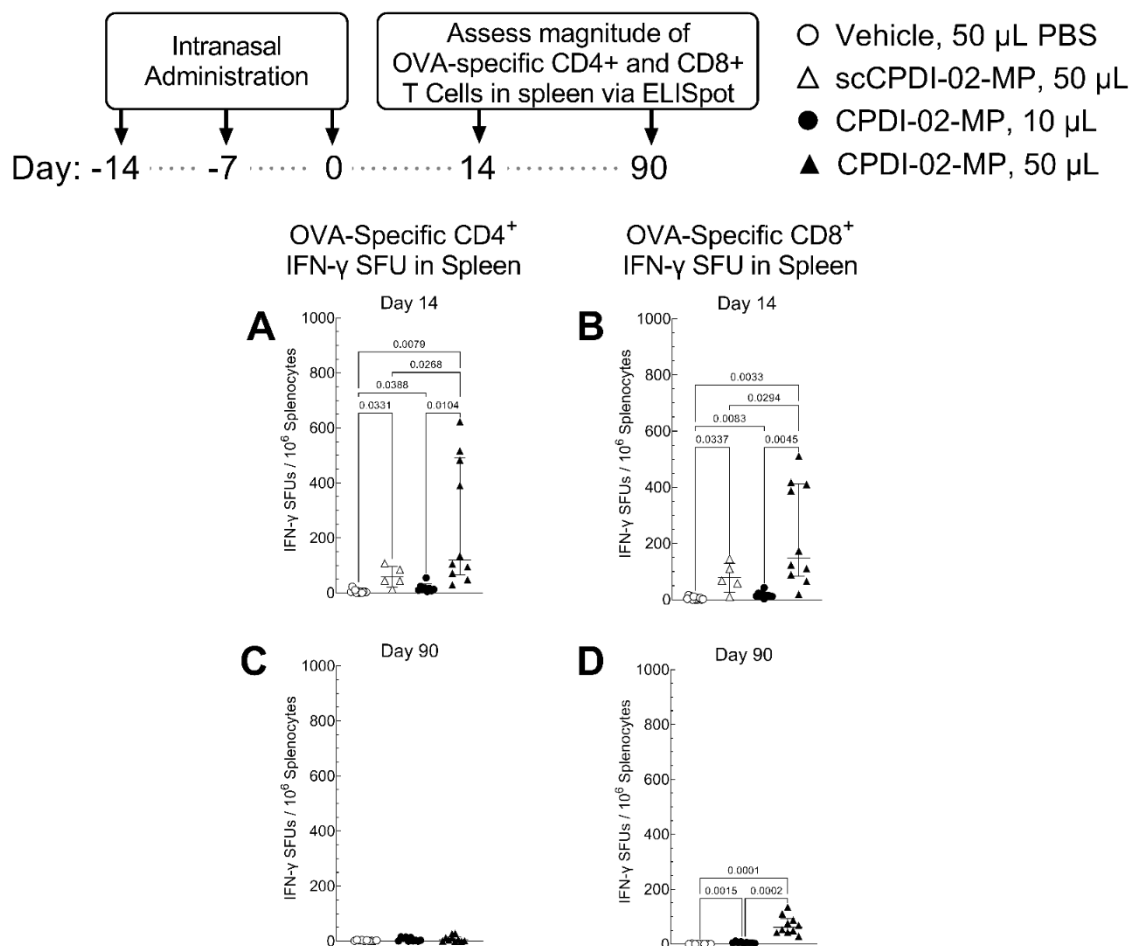 Intranasal
Administration
Assess magnitude of
OVA-specific CD4+ and CD8+
T Cells in spleen via ELISpot
Day: -14 -7 0 14 90
Vehicle, 50 µL PBS
scCPDI-02-MP, 50 µL
CPDI-02-MP, 10 µL
CPDI-02-MP, 50 µL
OVA-Specific CD4⁺
IFN-γ SFU in Spleen
OVA-Specific CD8⁺
IFN-γ SFU in Spleen
A
Day 14
IFN-γ SFUs / 10⁶ Splenocytes
1000
800
600
400
200
0
0.0079
0.0268
0.0388
0.0331
0.0104
B
Day 14
IFN-γ SFUs / 10⁶ Splenocytes
1000
800
600
400
200
0
0.0033
0.0294
0.0083
0.0337
0.0045
C
Day 90
IFN-γ SFUs / 10⁶ Splenocytes
1000
800
600
400
200
0
D
Day 90
IFN-γ SFUs / 10⁶ Splenocytes
1000
800
600
400
200
0
0.0001
0.0015
0.0002